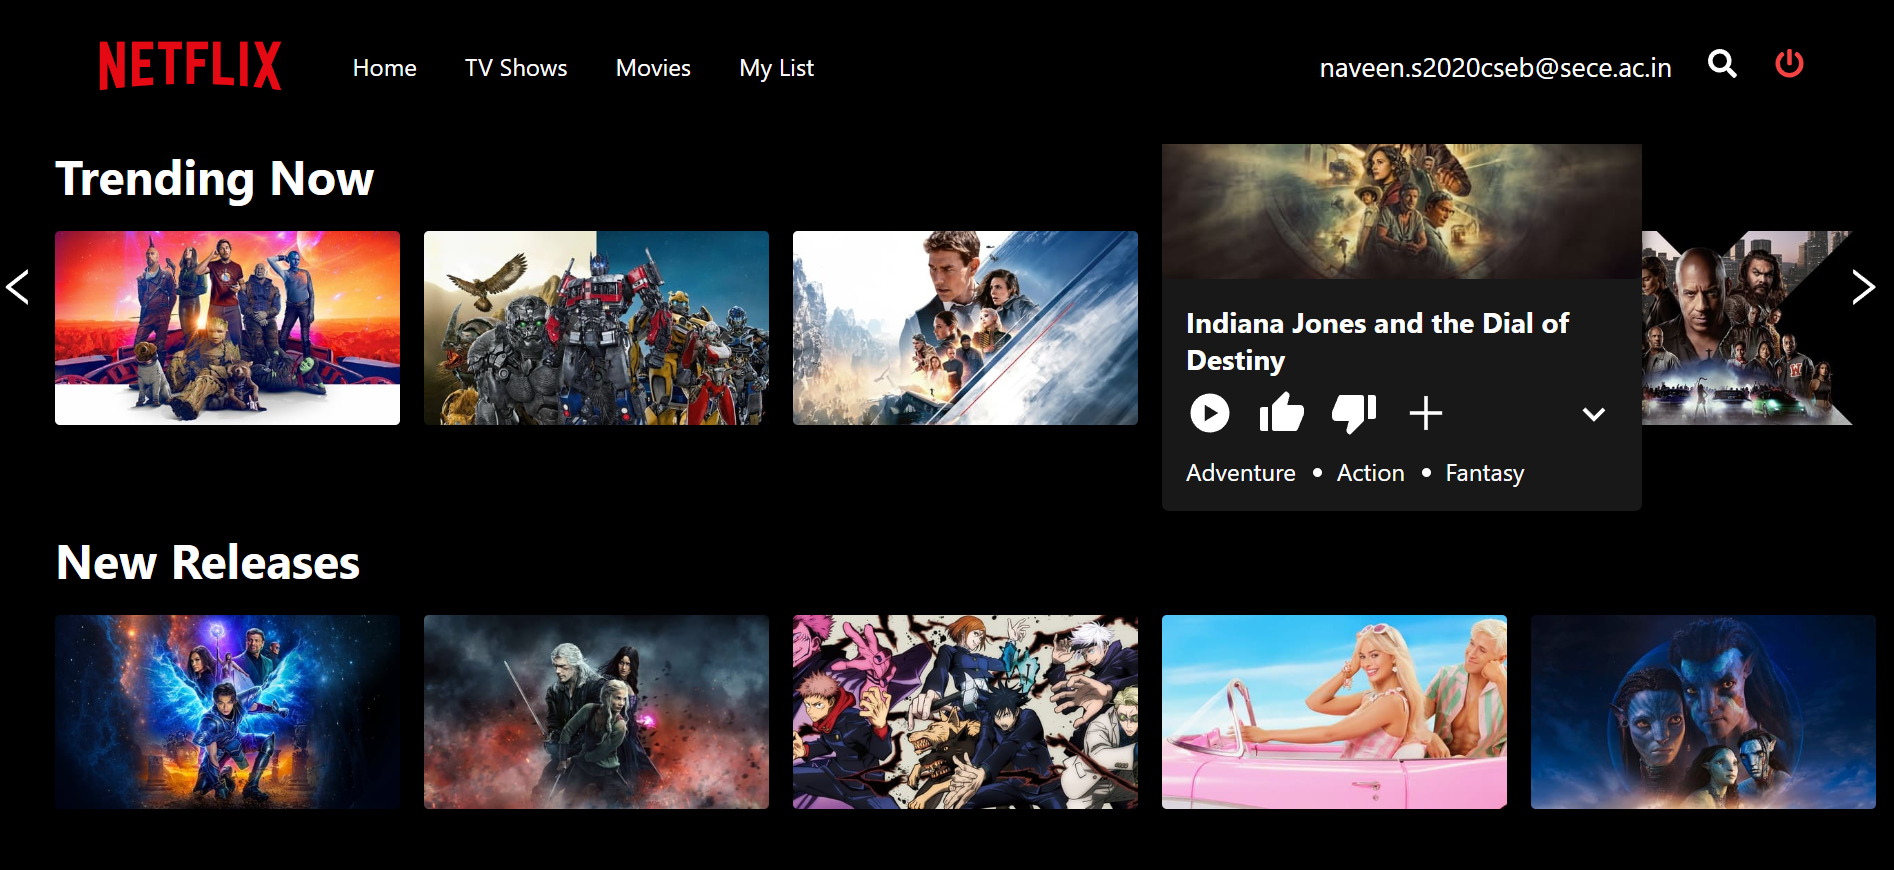 NETFLIX
Home
TV Shows
Movies
My List
naveen.s2020cseb@sece.ac.in
Trending Now
Indiana Jones and the Dial of
Destiny
Adventure • Action • Fantasy
New Releases